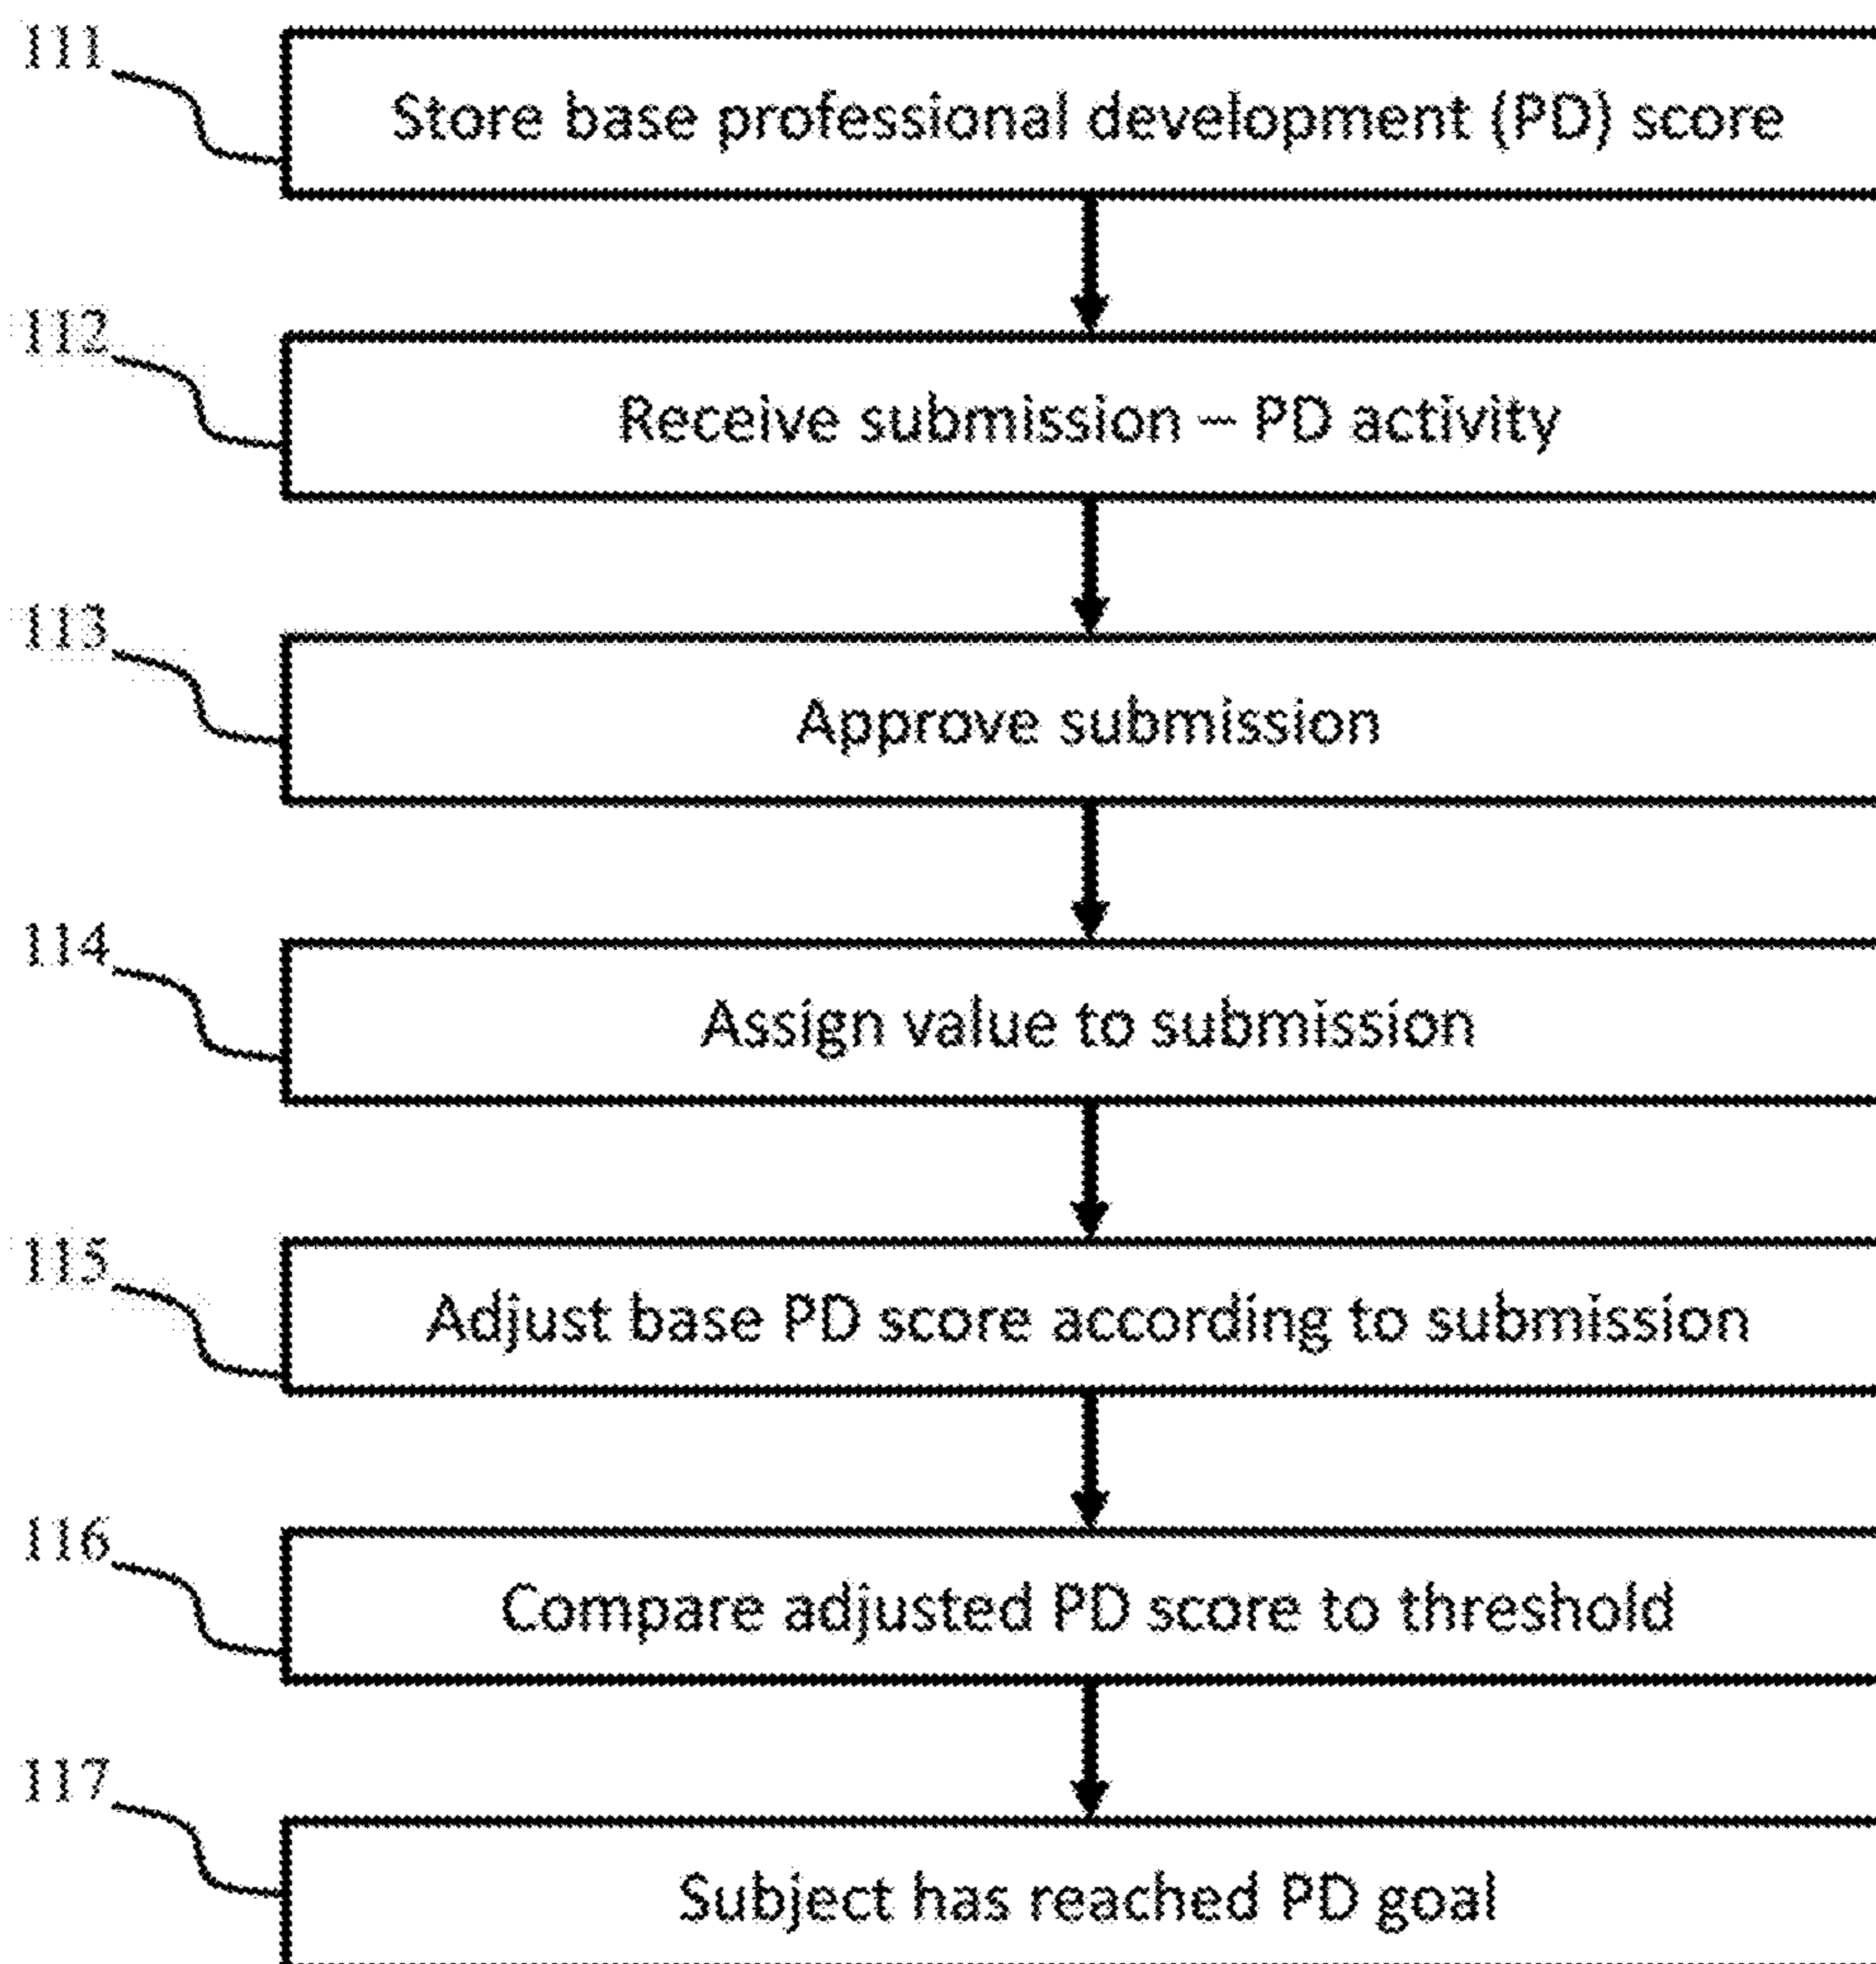 111
Store base professional development (PD) score
112
Receive submission – PD activity
113
Approve submission
114
Assign value to submission
115
Adjust base PD score according to submission
116
Compare adjusted PD score to threshold
117
Subject has reached PD goal